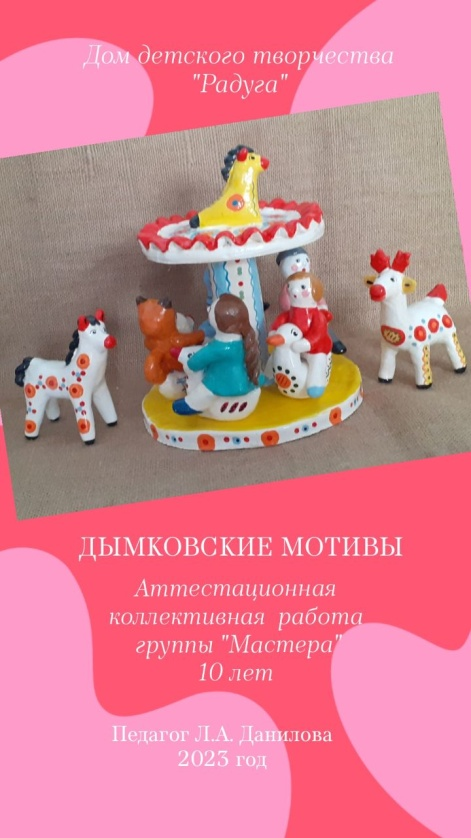 Дом детского творчества
"Радуга"
ДЫМКОВСКИЕ МОТИВЫ
Аттестационная
коллективная работа
группы "Мастера"
10 лет
Педагог Л.А. Данилова
2023 год